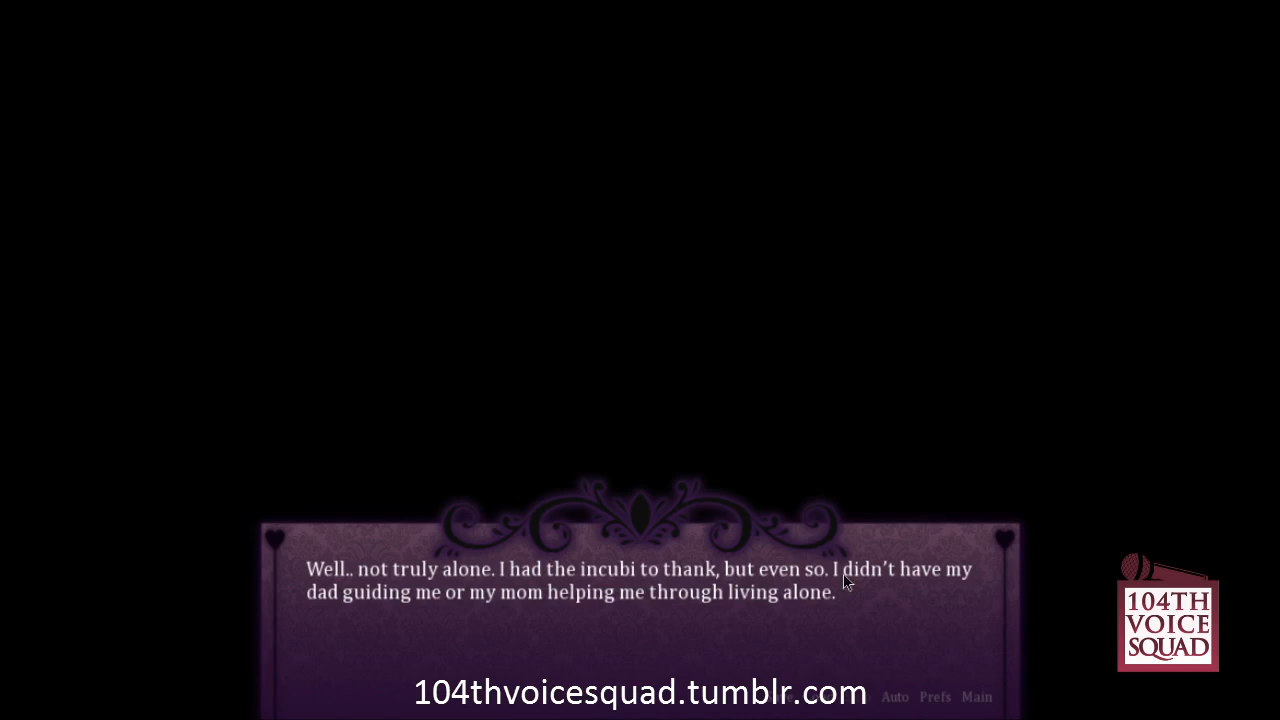 Well.. not truly alone. I had the incubi to thank, but even so. I didn’t have my
dad guiding me or my mom helping me through living alone.
Auto Prefs Main
104thvoicesquad.tumblr.com
104TH
VOICE
SQUAD